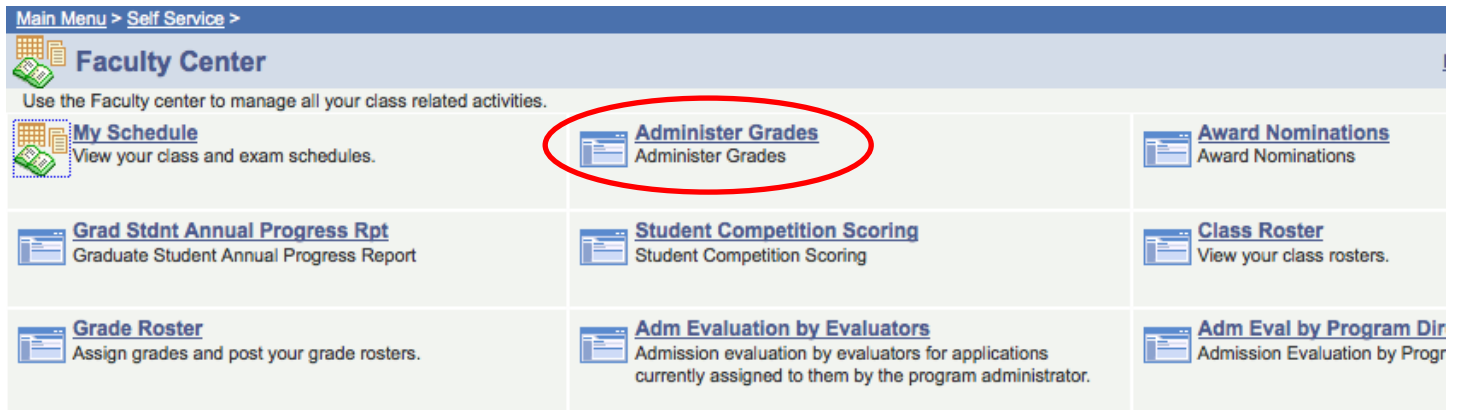 Main Menu > Self Service >
Faculty Center
Use the Faculty center to manage all your class related activities.
My Schedule
View your class and exam schedules.
Administer Grades
Administer Grades
Award Nominations
Award Nominations
Grad Stdnt Annual Progress Rpt
Graduate Student Annual Progress Report
Student Competition Scoring
Student Competition Scoring
Class Roster
View your class rosters.
Grade Roster
Assign grades and post your grade rosters.
Adm Evaluation by Evaluators
Admission evaluation by evaluators for applications
currently assigned to them by the program administrator.
Adm Eval by Program Dir
Admission Evaluation by Progr